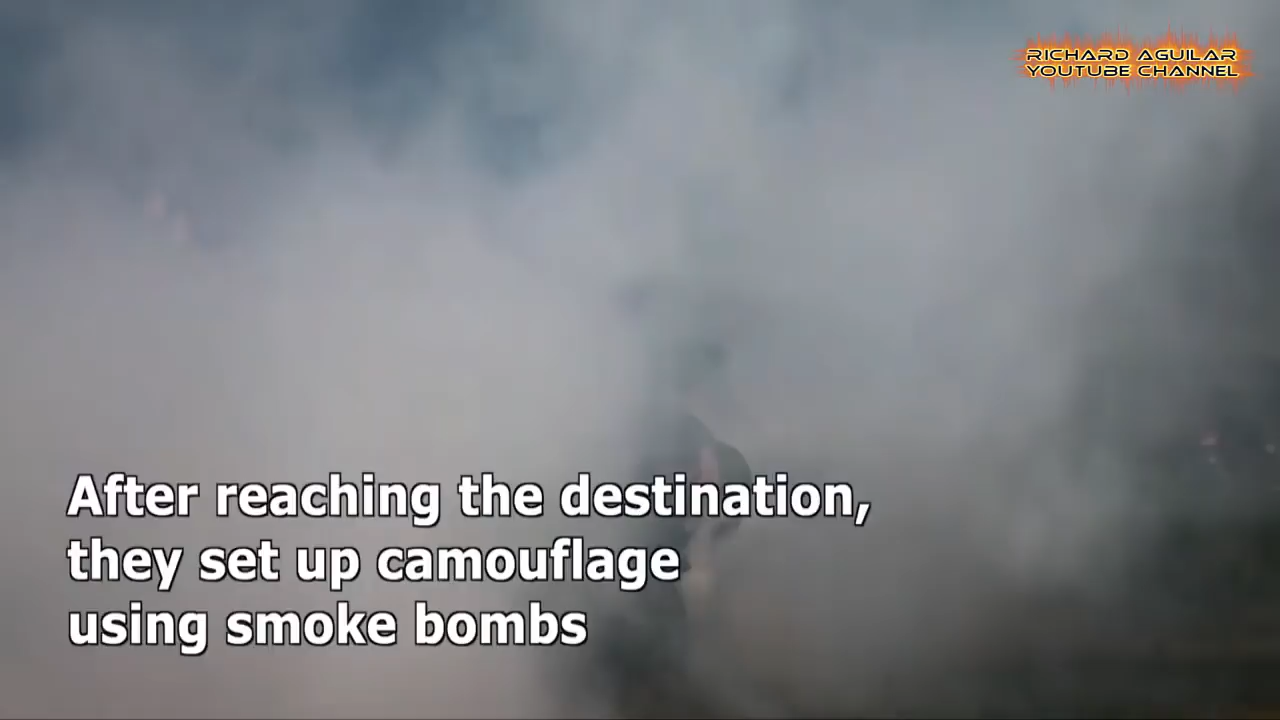 RICHARD AGUILAR
YOUTUBE CHANNEL
After reaching the destination,
they set up camouflage
using smoke bombs